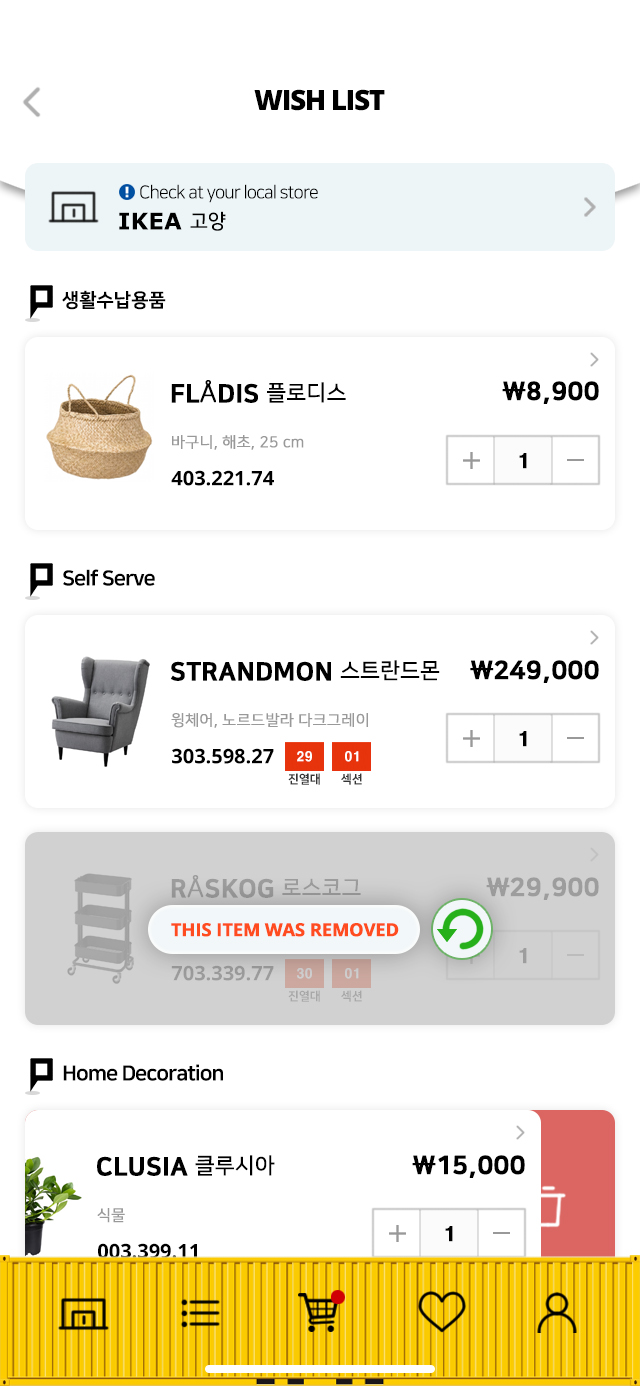 WISH LIST
Check at your local store
IKEA 고양
생활수납용품
FLÅDIS 플로디스
₩8,900
바구니, 해초, 25 cm
403.221.74
+ 1 −
Self Serve
STRANDMON 스트란드몬
₩249,000
윙체어, 노르드발라 다크그레이
303.598.27
29 01
진열대 섹션
+ 1 −
RÅSKOG 로스코그
₩29,900
THIS ITEM WAS REMOVED
703.339.77
30 01
진열대 섹션
+ 1 −
Home Decoration
CLUSIA 클루시아
₩15,000
식물
003.399.11
+ 1 −